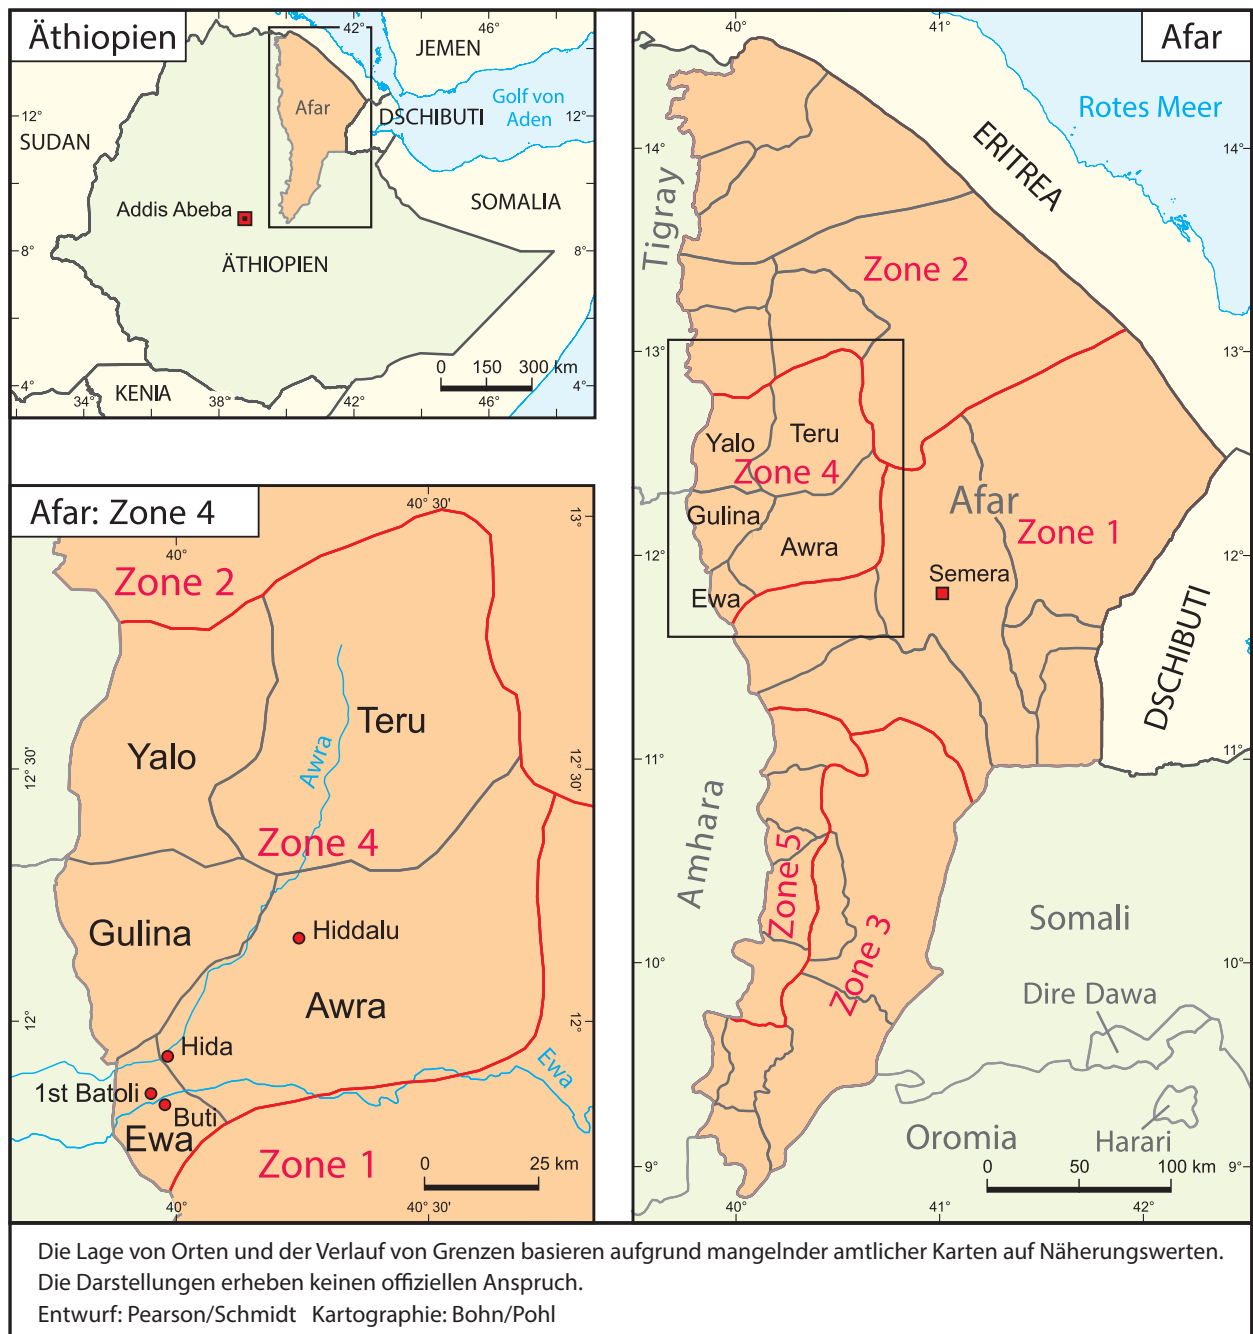 Äthiopien
42°
46°
JEMEN
Golf von
Aden
Afar
DSCHIBUTI
12°
12°
SUDAN
SOMALIA
Addis Abeba
8°
8°
ÄTHIOPIEN
0 150 300 km
4°
4°
KENIA
34°
38°
42°
46°
Afar: Zone 4
40° 30'
13°
40°
Zone 2
Teru
Yalo
Awra
12° 30'
12° 30'
Zone 4
Gulina
Hiddalu
Awra
12°
12°
Hida
Ewa
1st Batoli
Buti
Ewa
Zone 1
0 25 km
40°
40° 30'
40°
41°
Afar
Rotes Meer
14°
14°
ERITREA
Tigray
Zone 2
13°
13°
Yalo
Teru
Zone 4
Afar
Gulina
Zone 1
Awra
12°
12°
Semera
Ewa
DSCHIBUTI
11°
11°
Amhara
Zone 5
Zone 3
Somali
10°
10°
Dire Dawa
Oromia
Harari
9°
9°
0 50 100 km
40°
41°
42°
Die Lage von Orten und der Verlauf von Grenzen basieren aufgrund mangelnder amtlicher Karten auf Näherungswerten.
Die Darstellungen erheben keinen offiziellen Anspruch.
Entwurf: Pearson/Schmidt Kartographie: Bohn/Pohl